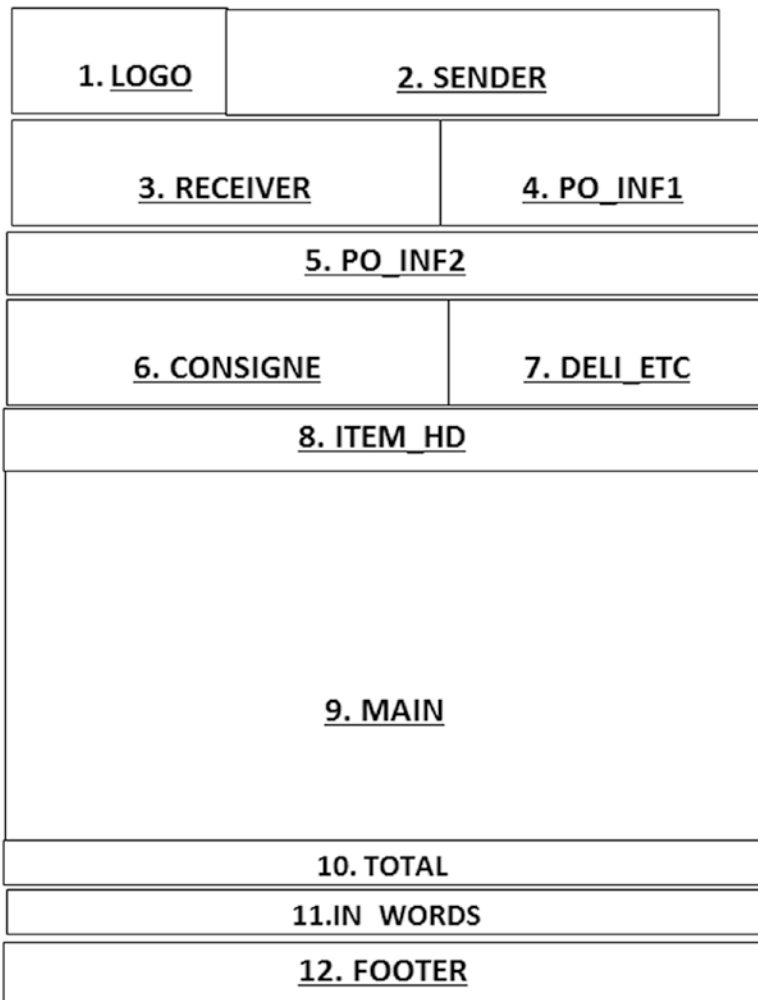 1. LOGO
2. SENDER
3. RECEIVER
4. PO_INF1
5. PO_INF2
6. CONSIGNE
7. DELI_ETC
8. ITEM_HD
9. MAIN
10. TOTAL
11.IN  WORDS
12. FOOTER